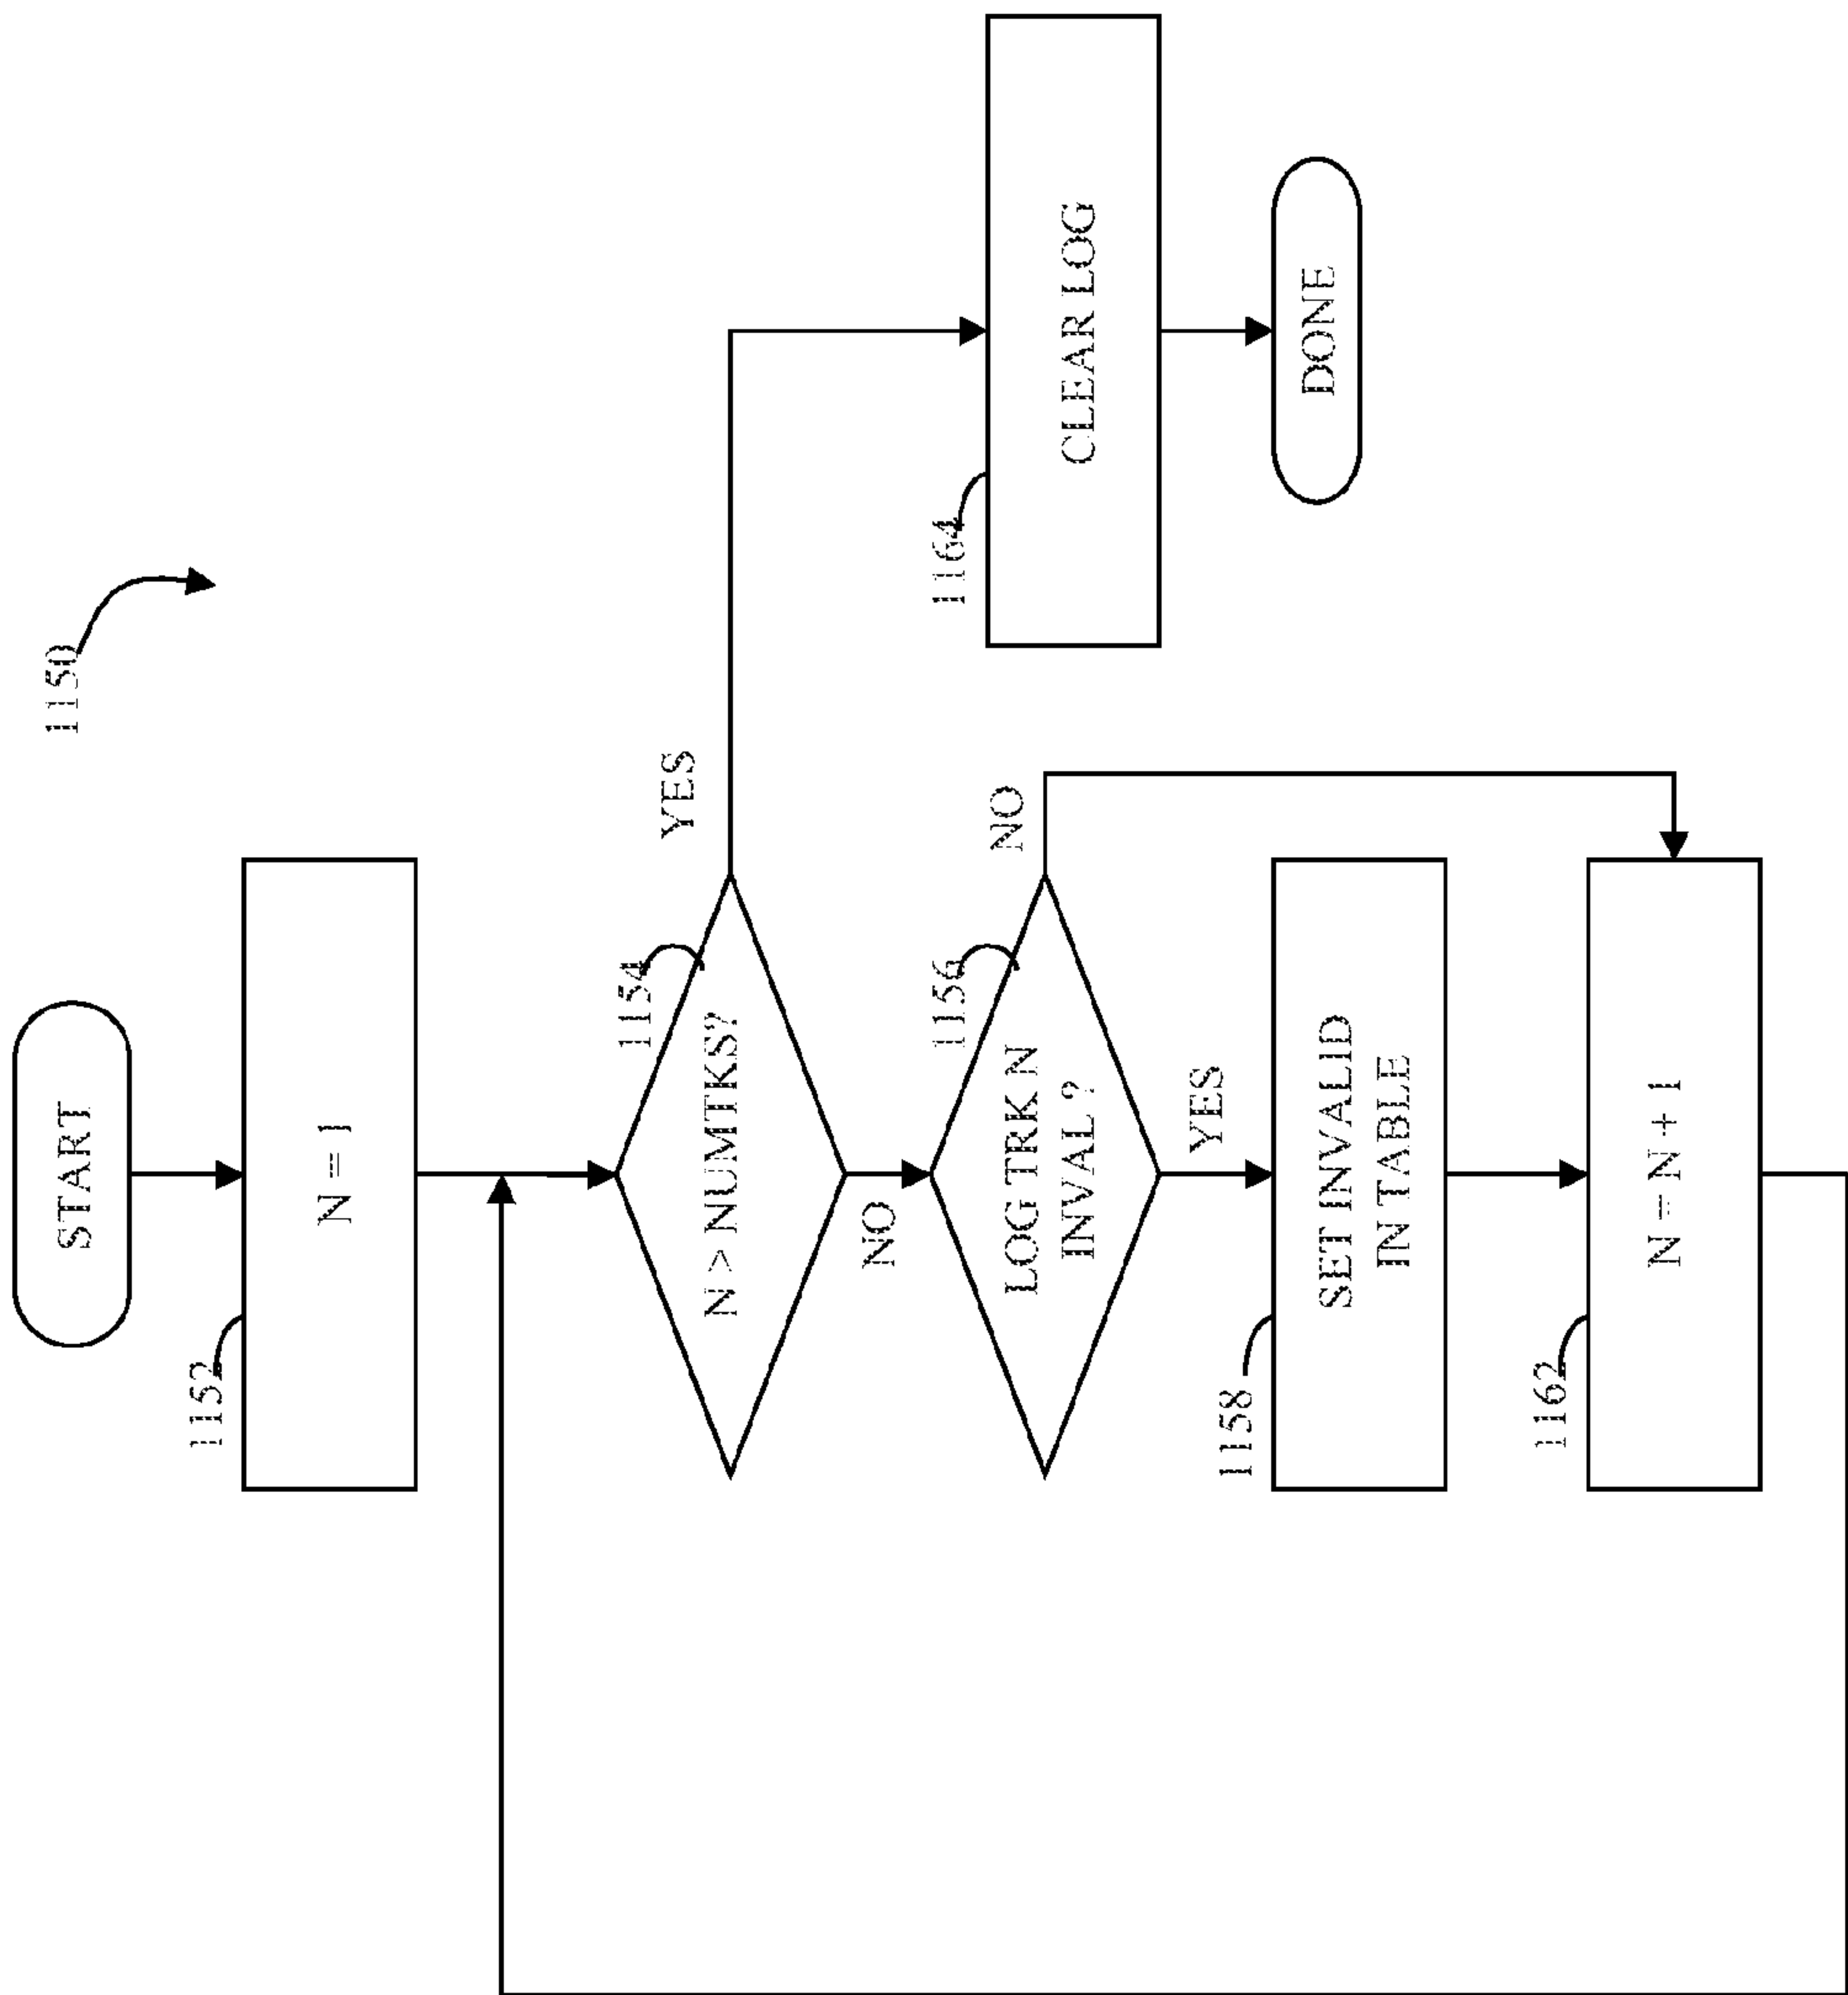 1150
START
1152
N = 1
1154
N > NUMTKS?
YES
NO
1156
LOG TRK N
INVAL ?
NO
YES
1158
SET INVALID
IN TABLE
1162
N = N + 1
1164
CLEAR LOG
DONE